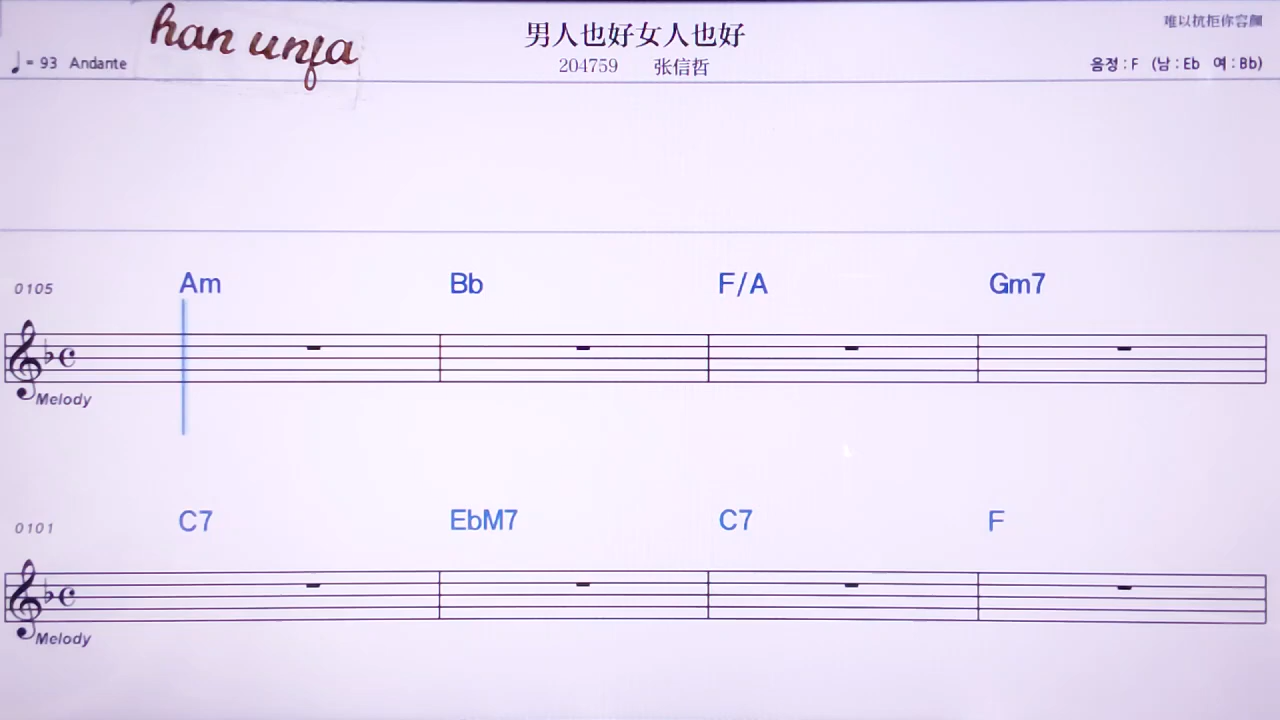 han unfa
男人也好女人也好
唯以抗拒你容颜
♩= 93 Andante
204759 张信哲
음정 : F (남 : Eb 여 : Bb)
0105 Am Bb F/A Gm7
Melody
0101 C7 EbM7 C7 F
Melody